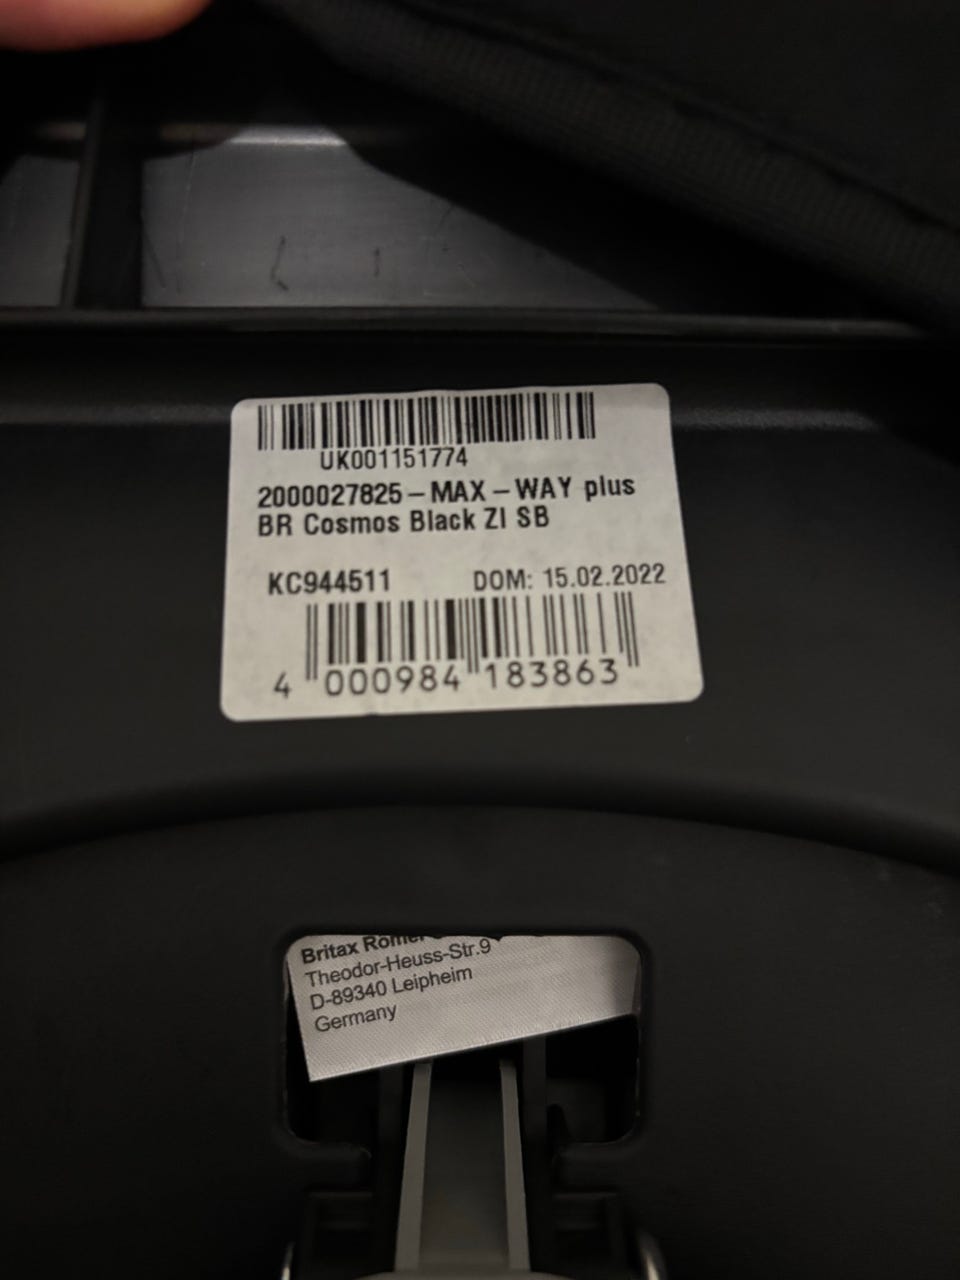 UK001151774
2000027825-MAX-WAY plus
BR Cosmos Black ZI SB
KC944511 DOM: 15.02.2022
4 000984 183863
Britax Römer
Theodor-Heuss-Str.9
D-89340 Leipheim
Germany